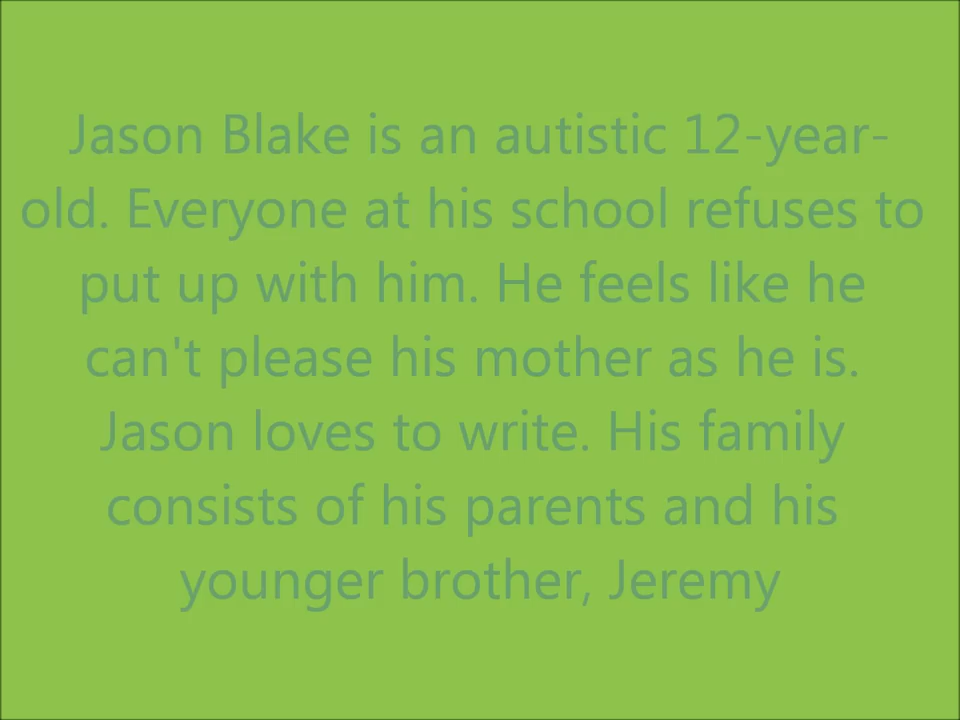 Jason Blake is an autistic 12-year-
old. Everyone at his school refuses to
put up with him. He feels like he
can't please his mother as he is.
Jason loves to write. His family
consists of his parents and his
younger brother, Jeremy